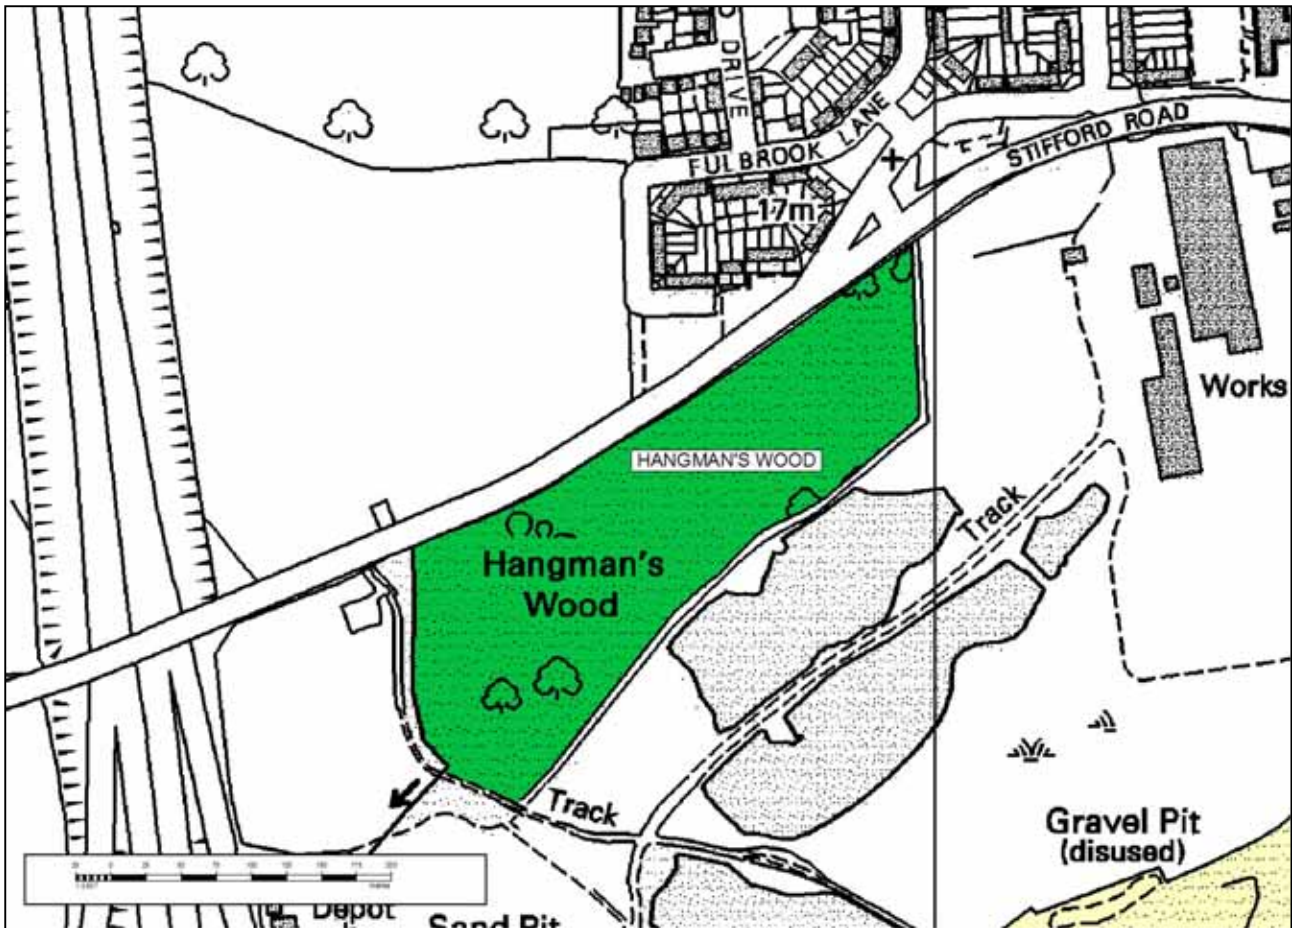 DRIVE
FULBROOK LANE
STIFFORD ROAD
17m
Works
HANGMAN'S WOOD
Hangman's
Wood
Track
Track
Gravel Pit
(disused)
Depot
Sand Pit